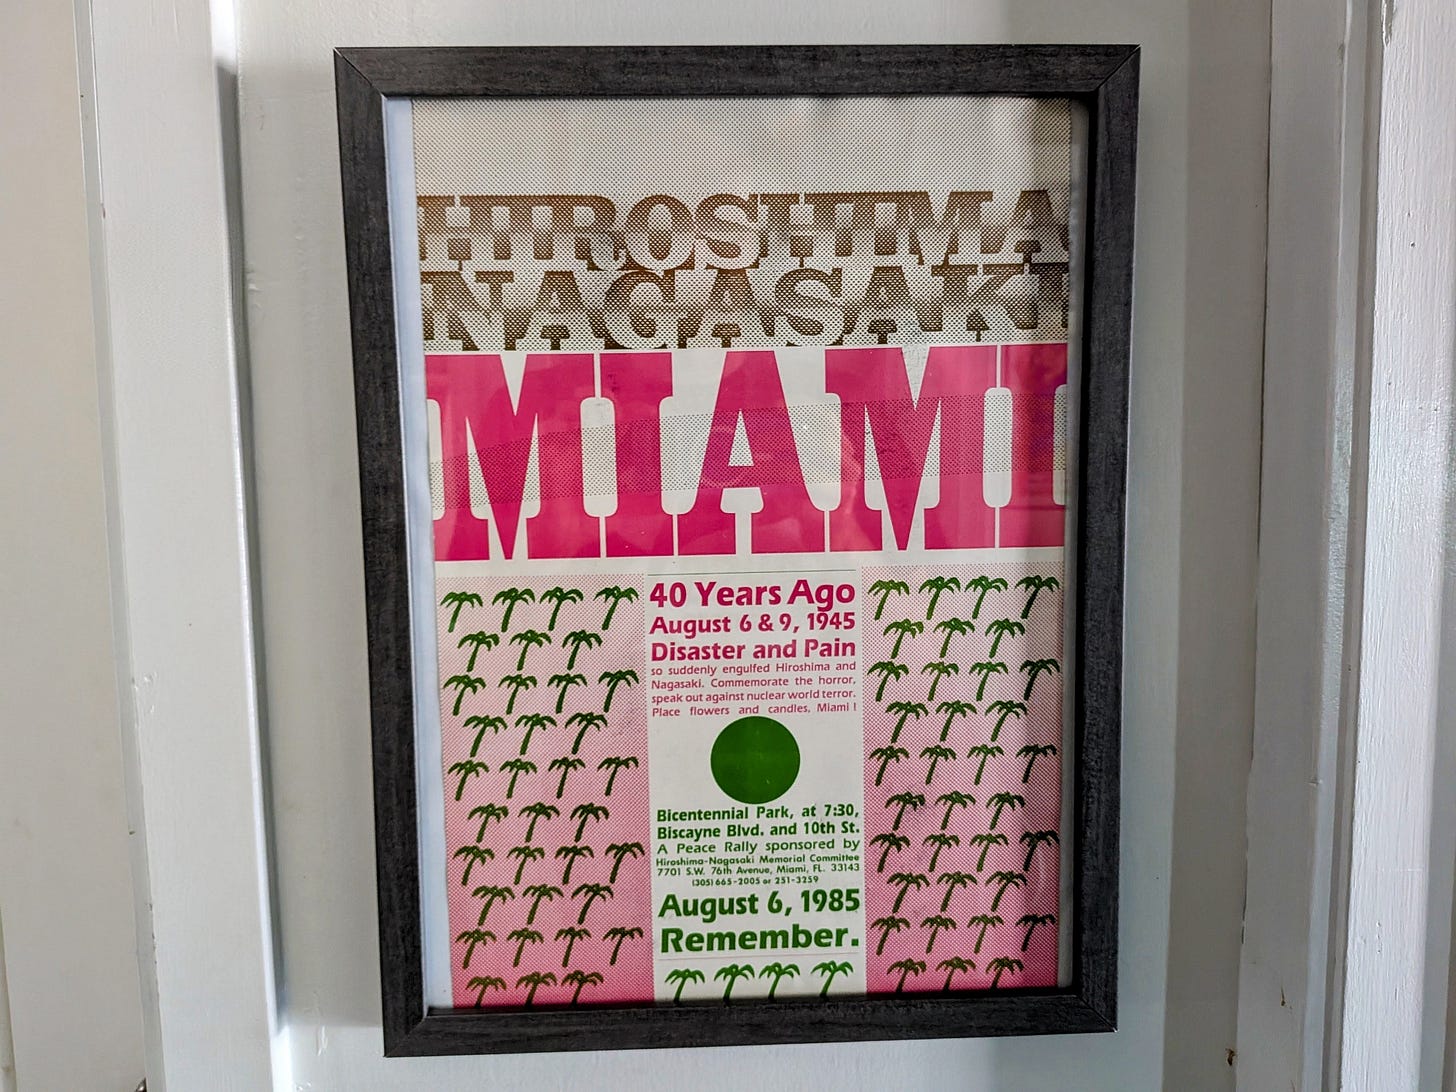 HIROSHIMA
NAGASAKI
MIAMI
40 Years Ago
August 6 & 9, 1945
Disaster and Pain
so suddenly engulfed Hiroshima and
Nagasaki. Commemorate the horror,
speak out against nuclear world terror.
Place flowers and candles, Miami !
Bicentennial Park, at 7:30,
Biscayne Blvd. and 10th St.
A Peace Rally sponsored by
Hiroshima-Nagasaki Memorial Committee
7701 S.W. 76th Avenue, Miami, FL. 33143
(305) 665-2005 or 251-3259
August 6, 1985
Remember.